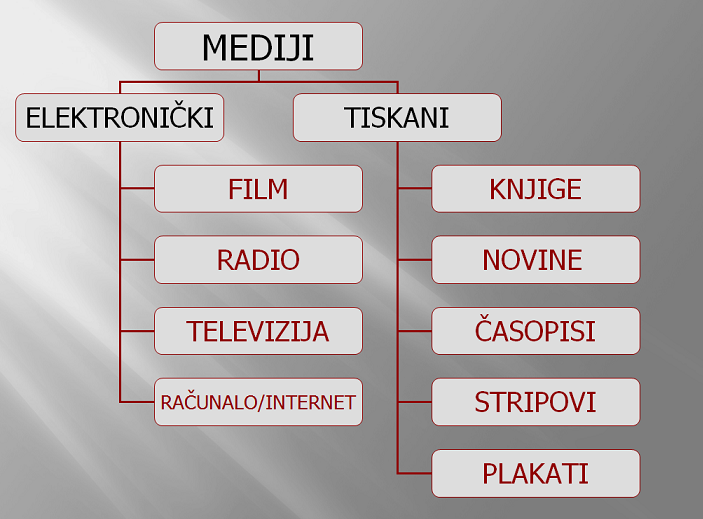 MEDIJI
ELEKTRONIČKI
FILM
RADIO
TELEVIZIJA
RAČUNALO/INTERNET
TISKANI
KNJIGE
NOVINE
ČASOPISI
STRIPOVI
PLAKATI